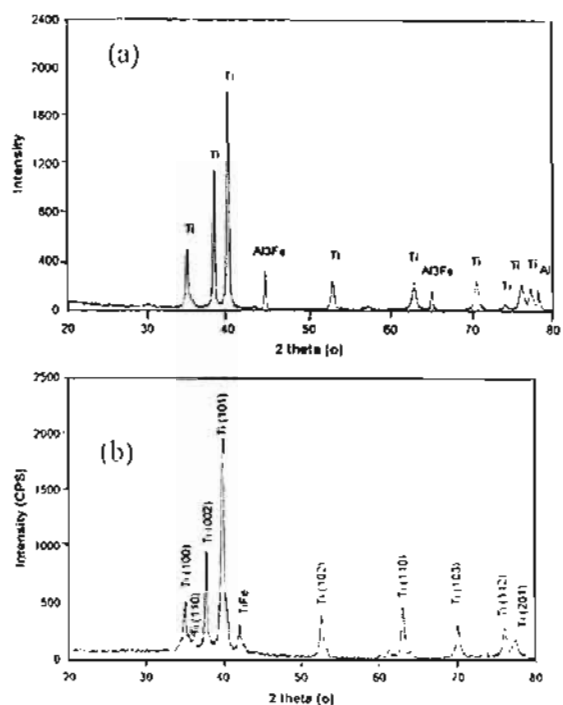 (a)
2400
2000
1800
1200
800
400
0
Intensity
Ti
Ti
Ti
Al3Fe
Ti
Ti
Al3Fe
Ti
Ti
Ti
Ti
Al
20 30 40 50 60 70 80
2 theta [o]
(b)
2500
2000
1500
1000
500
0
Intensity (CPS)
Ti (100)
Ti (110)
Ti (002)
Ti (101)
TiFe
Ti (102)
Ti (110)
Ti (103)
Ti (112)
Ti (201)
20 30 40 50 60 70 80
2 theta [o]